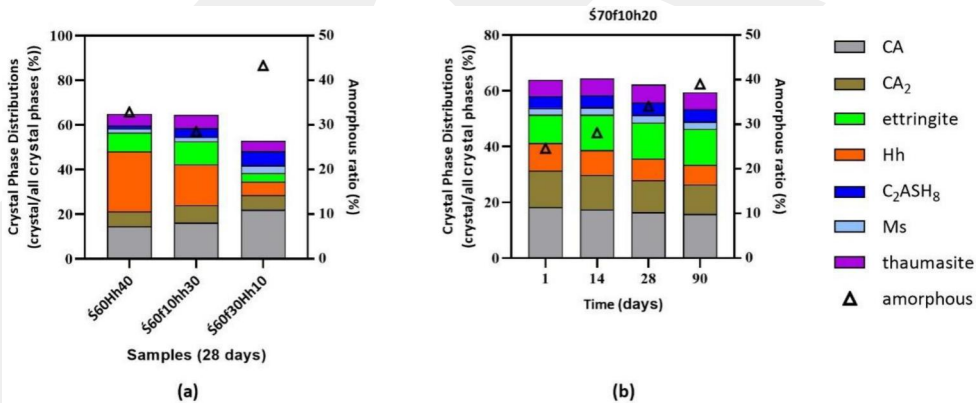 Crystal Phase Distributions
(crystal/all crystal phases (%))
100
80
60
40
20
0
50
40
30
20
10
0
Amorphous ratio (%)
Ś60Hh40
Ś60f10hh30
Ś60f30Hh10
Samples (28 days)
(a)
Ś70f10h20
Crystal Phase Distributions
(crystal/all crystal phases (%))
80
60
40
20
0
50
40
30
20
10
0
Amorphous ratio (%)
1
14
28
90
Time (days)
(b)
CA
CA₂
ettringite
Hh
C₂ASH₈
Ms
thaumasite
amorphous